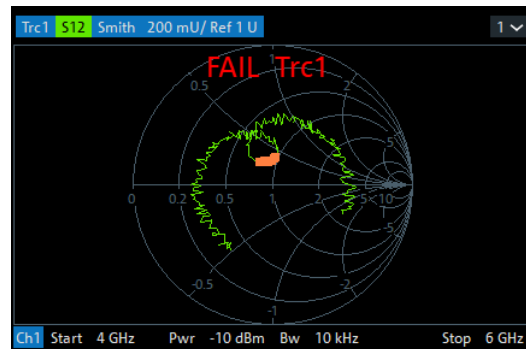 Trc1 S12 Smith 200 mU/ Ref 1 U 1
FAIL Trc1
1
0.5 2
5
0 0.2 0.5 1 2 5 10
-5
-0.5 -2
-1
Ch1 Start 4 GHz Pwr -10 dBm Bw 10 kHz Stop 6 GHz